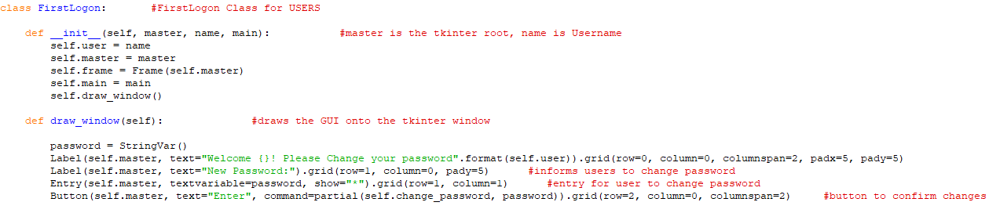 class FirstLogon:       #FirstLogon Class for USERS
    def __init__(self, master, name, main):           #master is the tkinter root, name is Username
        self.user = name
        self.master = master
        self.frame = Frame(self.master)
        self.main = main
        self.draw_window()
    def draw_window(self):              #draws the GUI onto the tkinter window
        password = StringVar()
        Label(self.master, text="Welcome {}! Please Change your password".format(self.user)).grid(row=0, column=0, columnspan=2, padx=5, pady=5)
        Label(self.master, text="New Password:").grid(row=1, column=0, pady=5)      #informs users to change password
        Entry(self.master, textvariable=password, show="*").grid(row=1, column=1)      #entry for user to change password
        Button(self.master, text="Enter", command=partial(self.change_password, password)).grid(row=2, column=0, columnspan=2)     #button to confirm changes